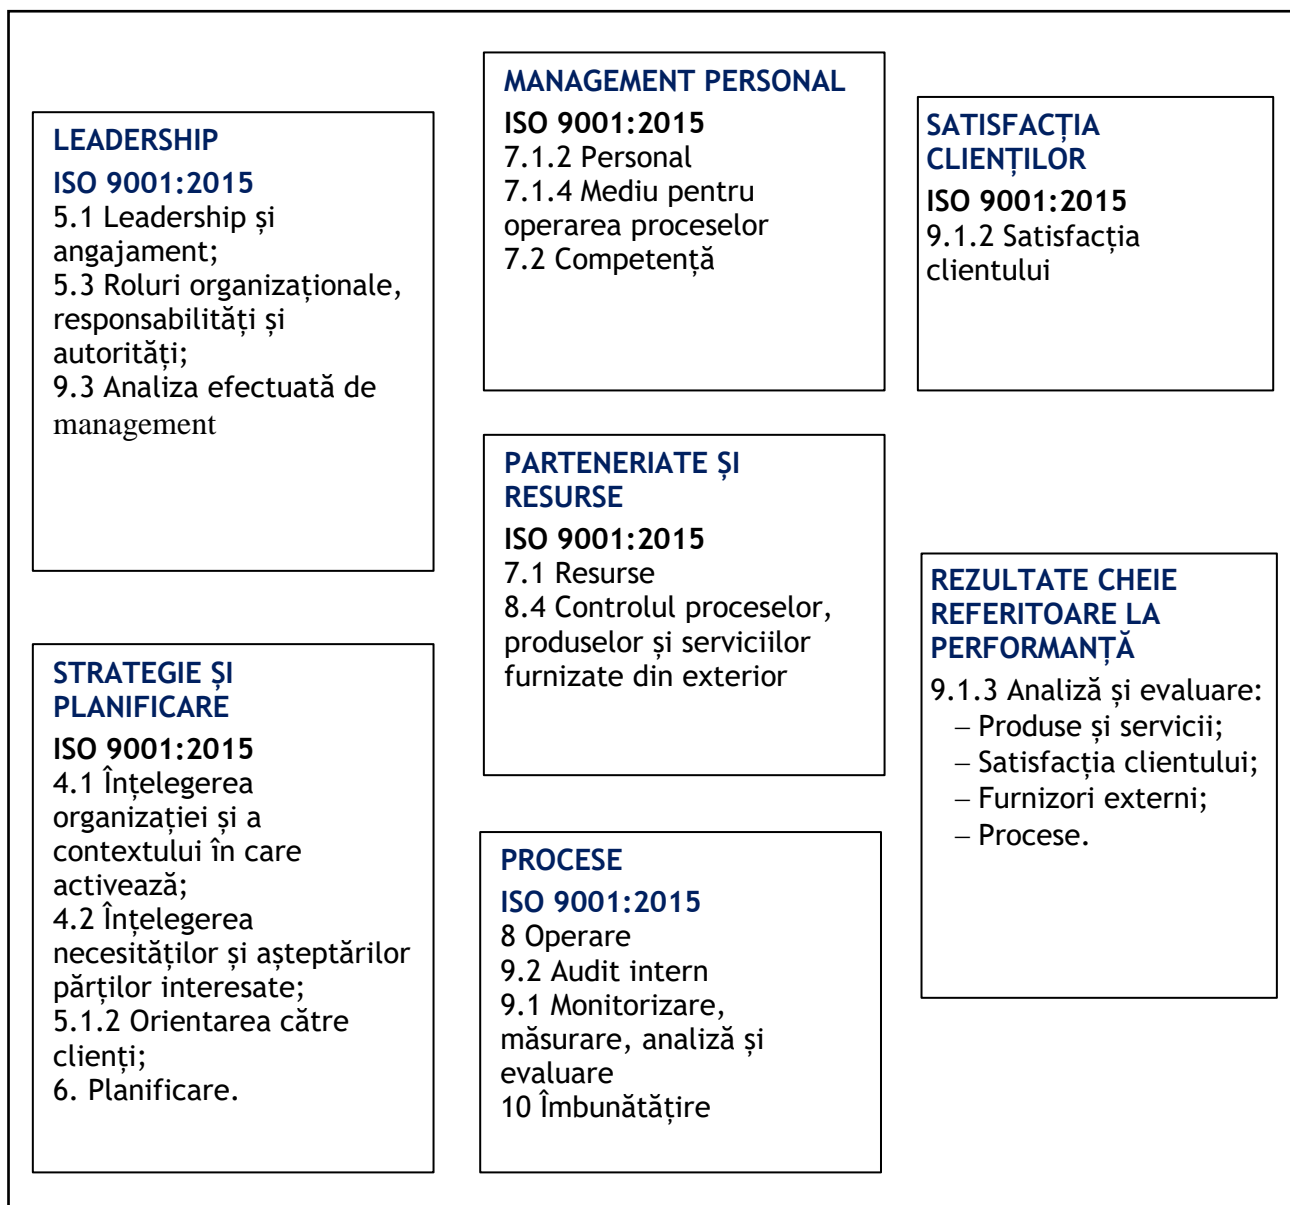 LEADERSHIP
ISO 9001:2015
5.1 Leadership și
angajament;
5.3 Roluri organizaționale,
responsabilități și
autorități;
9.3 Analiza efectuată de
management
STRATEGIE ȘI
PLANIFICARE
ISO 9001:2015
4.1 Înțelegerea
organizației și a
contextului în care
activează;
4.2 Înțelegerea
necesităților și așteptărilor
părților interesate;
5.1.2 Orientarea către
clienți;
6. Planificare.
MANAGEMENT PERSONAL
ISO 9001:2015
7.1.2 Personal
7.1.4 Mediu pentru
operarea proceselor
7.2 Competență
PARTENERIATE ȘI
RESURSE
ISO 9001:2015
7.1 Resurse
8.4 Controlul proceselor,
produselor și serviciilor
furnizate din exterior
PROCESE
ISO 9001:2015
8 Operare
9.2 Audit intern
9.1 Monitorizare,
măsurare, analiză și
evaluare
10 Îmbunătățire
SATISFACȚIA
CLIENȚILOR
ISO 9001:2015
9.1.2 Satisfacția
clientului
REZULTATE CHEIE
REFERITOARE LA
PERFORMANȚĂ
9.1.3 Analiză și evaluare:
– Produse și servicii;
– Satisfacția clientului;
– Furnizori externi;
– Procese.